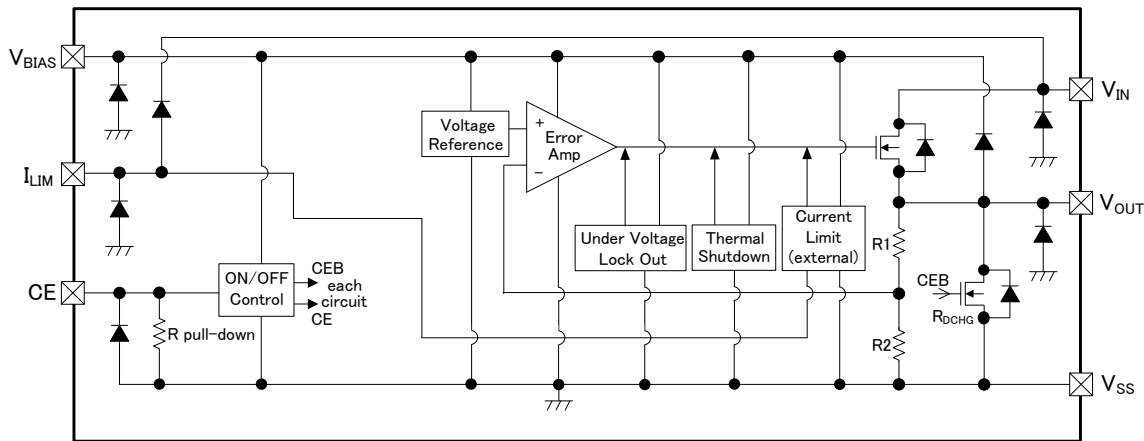 VBIAS
VIN
Voltage
Reference
+
Error
Amp
−
ILIM
VOUT
Under Voltage
Lock Out
Thermal
Shutdown
Current
Limit
(external)
R1
CE
ON/OFF
Control
CEB
each
circuit
CE
CEB
RDCHG
R pull-down
R2
VSS